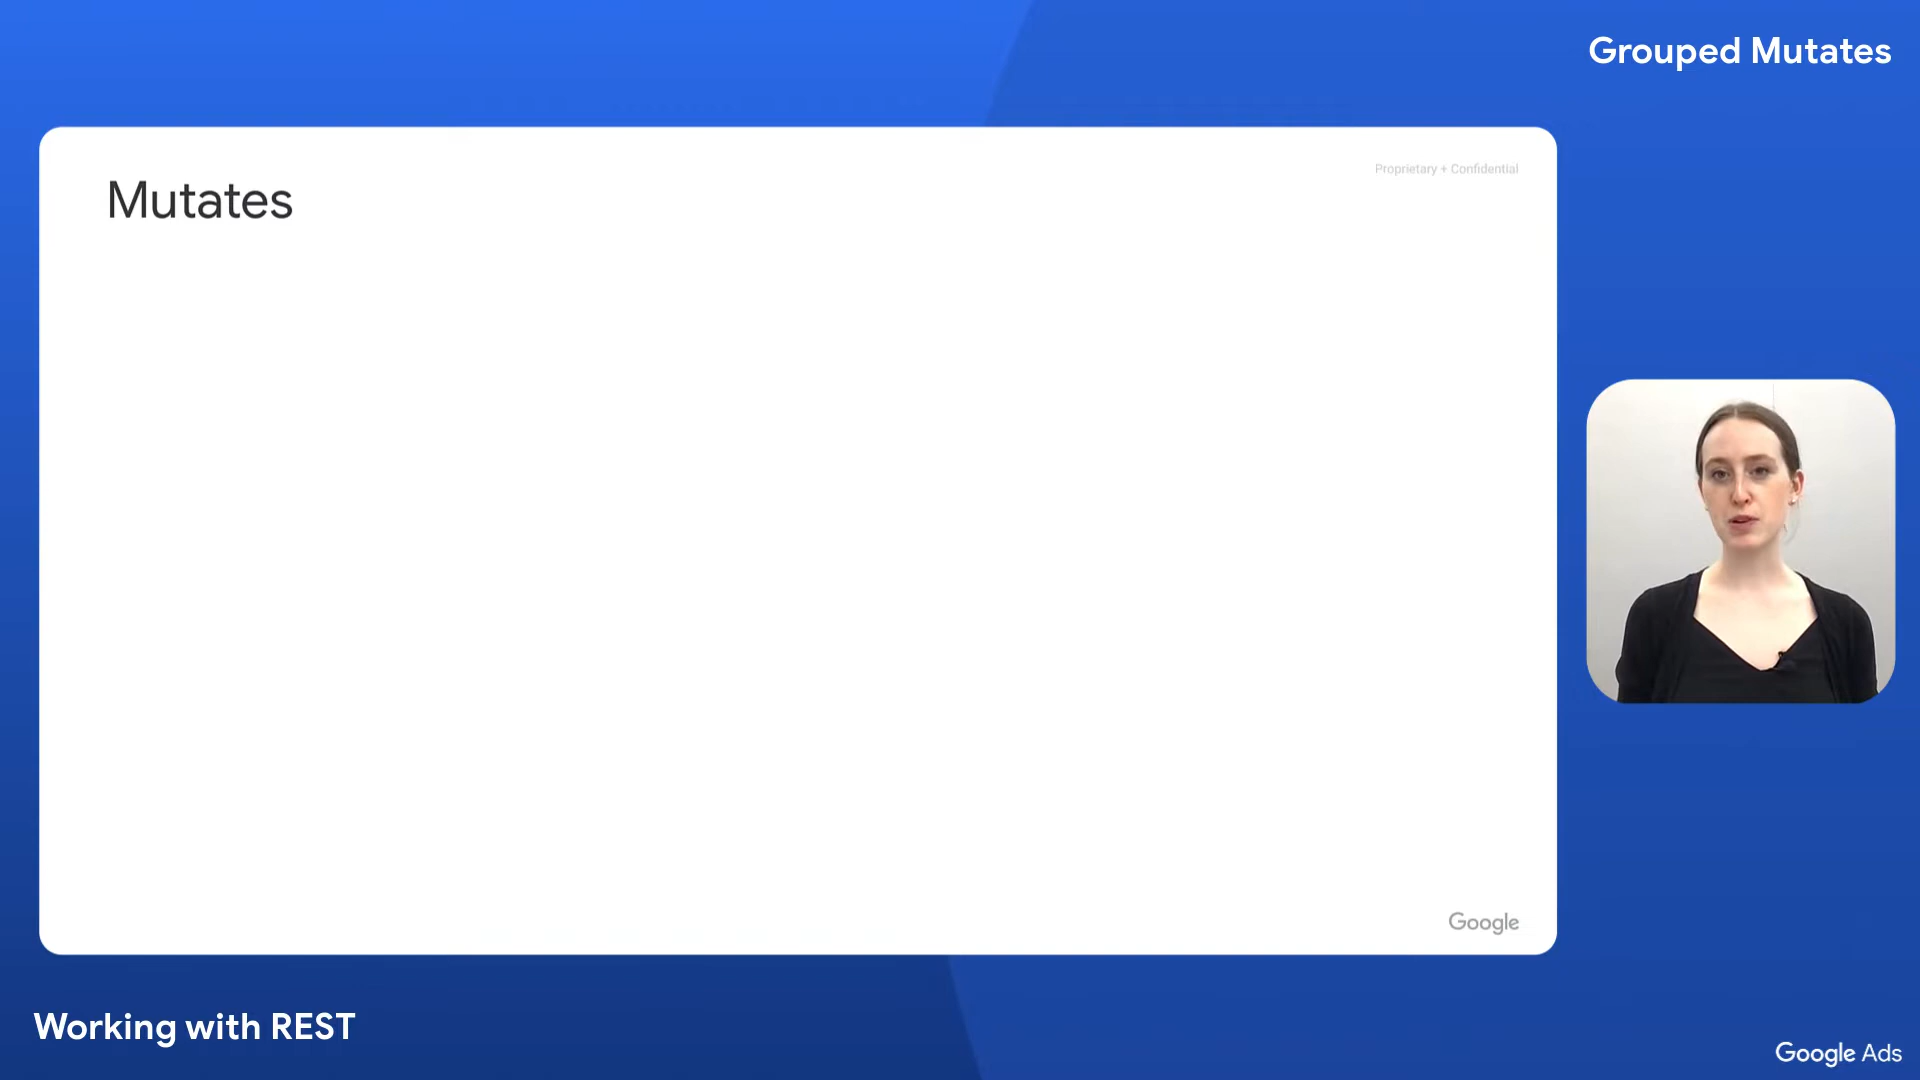 Grouped Mutates
Proprietary + Confidential
Mutates
Google
Working with REST
Google Ads